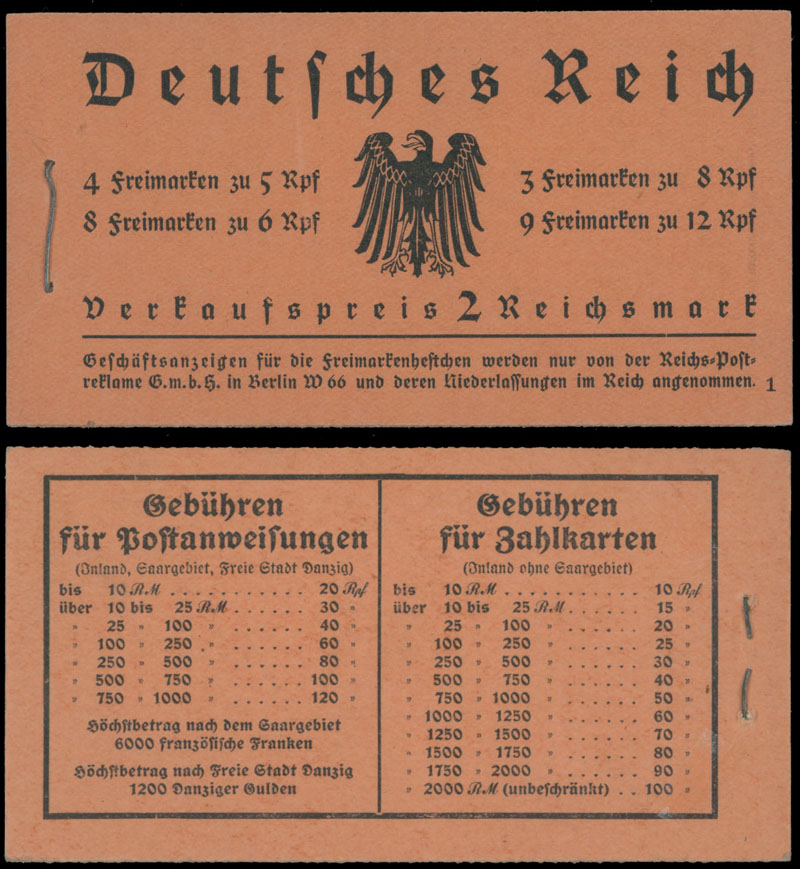 Deutsches Reich
4 Freimarken zu 5 Rpf
8 Freimarken zu 6 Rpf
3 Freimarken zu 8 Rpf
9 Freimarken zu 12 Rpf
Verkaufspreis 2 Reichsmark
Geschäftsanzeigen für die Freimarkenheftchen werden nur von der Reichs-Post-
reklame G.m.b.H. in Berlin W 66 und deren Niederlassungen im Reich angenommen. 1
Gebühren
für Postanweisungen
(Inland, Saargebiet, Freie Stadt Danzig)
bis 10 RM . . . . . . . . . . . 20 Rpf
über 10 bis 25 RM . . . . . . 30 "
" 25 " 100 " . . . . . . 40 "
" 100 " 250 " . . . . . . 60 "
" 250 " 500 " . . . . . . 80 "
" 500 " 750 " . . . . . . 100 "
" 750 " 1000 " . . . . . . 120 "
Höchstbetrag nach dem Saargebiet
6000 französische Franken
Höchstbetrag nach Freie Stadt Danzig
1200 Danziger Gulden
Gebühren
für Zahlkarten
(Inland ohne Saargebiet)
bis 10 RM . . . . . . . . . . . 10 Rpf
über 10 bis 25 RM . . . . . . 15 "
" 25 " 100 " . . . . . . 20 "
" 100 " 250 " . . . . . . 25 "
" 250 " 500 " . . . . . . 30 "
" 500 " 750 " . . . . . . 40 "
" 750 " 1000 " . . . . . . 50 "
" 1000 " 1250 " . . . . . . 60 "
" 1250 " 1500 " . . . . . . 70 "
" 1500 " 1750 " . . . . . . 80 "
" 1750 " 2000 " . . . . . . 90 "
" 2000 RM (unbeschränkt) . . 100 "